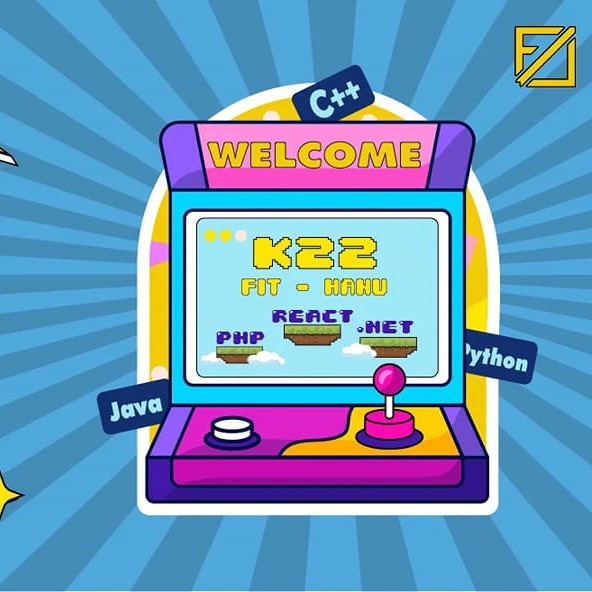 C++
WELCOME
K22
FIT - HANU
REACT
PHP
.NET
Python
Java